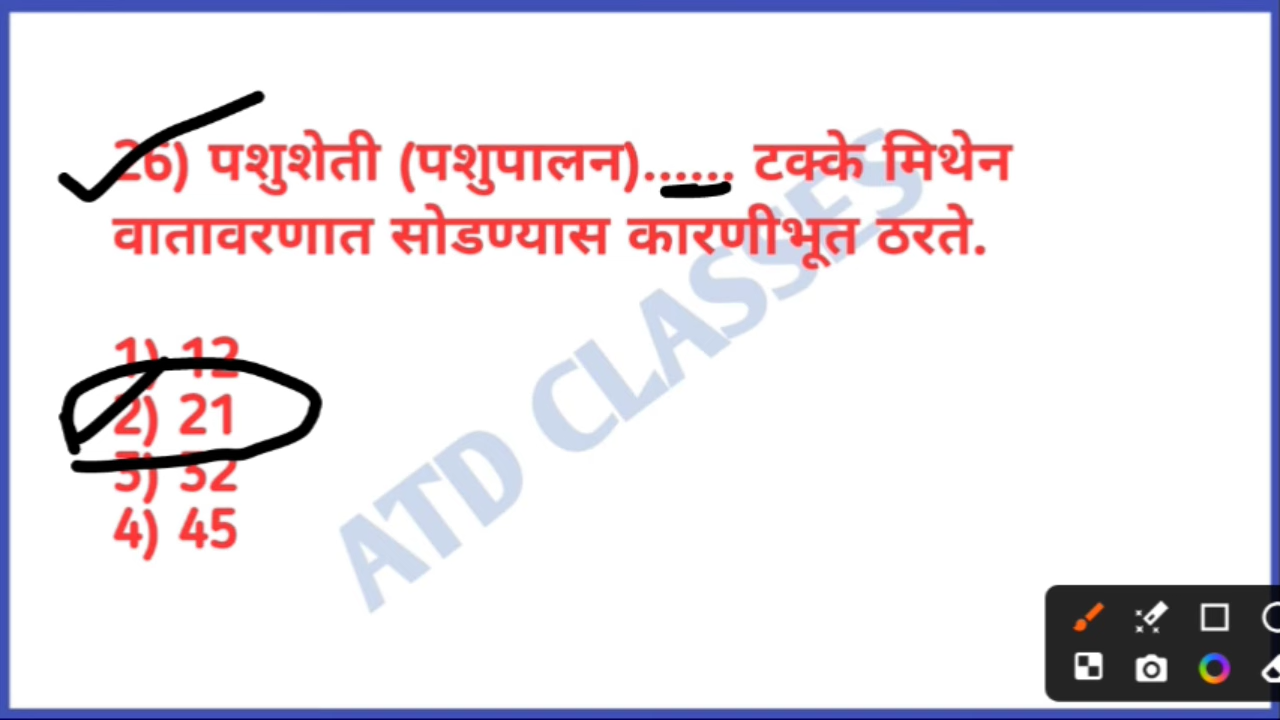 26) पशुशेती (पशुपालन)...... टक्के मिथेन
वातावरणात सोडण्यास कारणीभूत ठरते.
1) 12
2) 21
3) 32
4) 45
ATD CLASSES